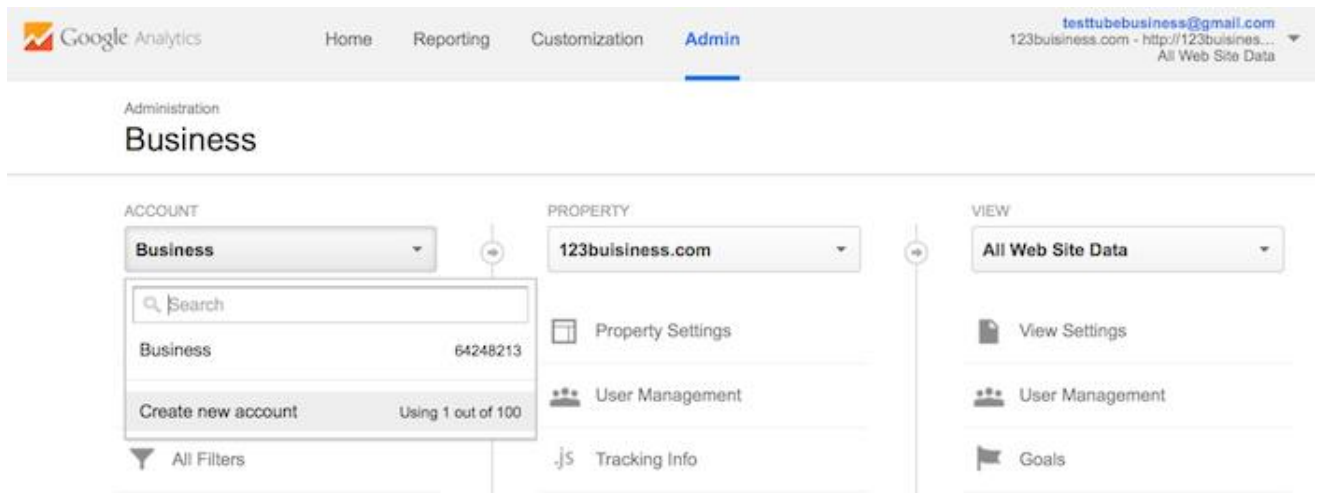 Google Analytics
Home Reporting Customization Admin
testtubebusiness@gmail.com
123buisiness.com - http://123buisines...
All Web Site Data
Administration
Business
ACCOUNT PROPERTY VIEW
Business 123buisiness.com All Web Site Data
Search
Property Settings View Settings
Business 64248213
User Management User Management
Create new account Using 1 out of 100
All Filters .js Tracking Info Goals